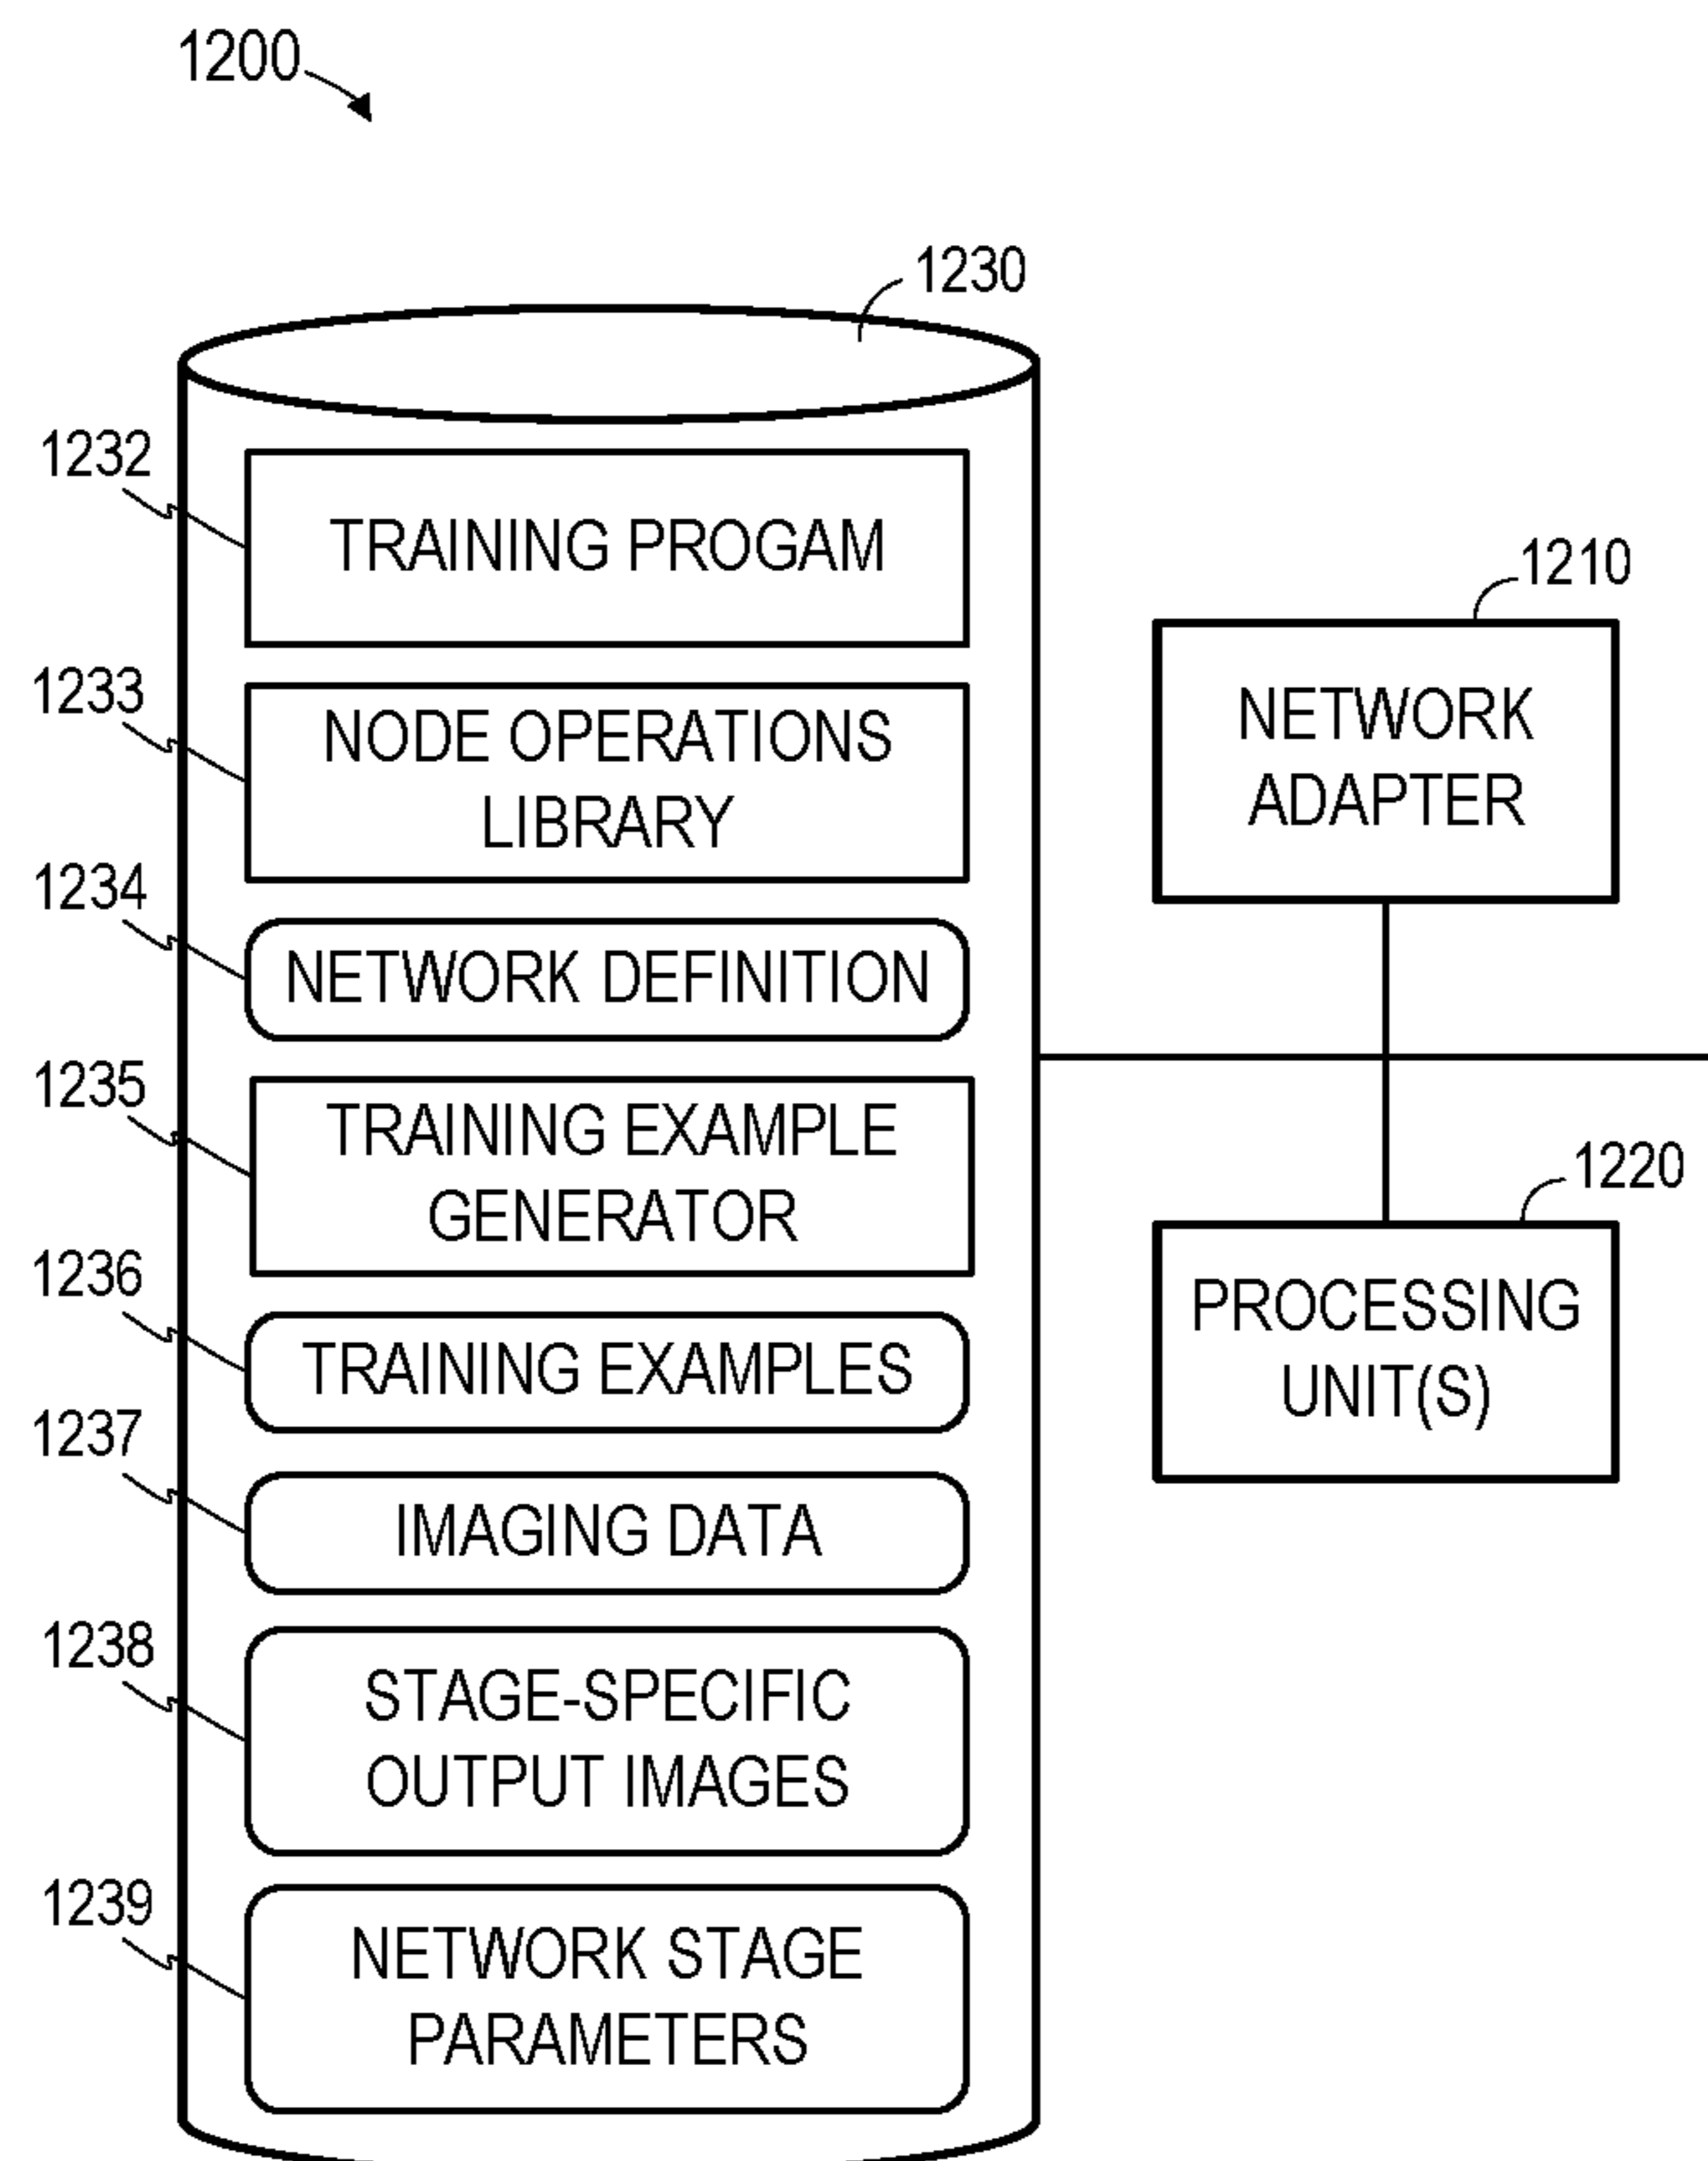 1200
1230
1232
TRAINING PROGAM
1233
NODE OPERATIONS
LIBRARY
1234
NETWORK DEFINITION
1235
TRAINING EXAMPLE
GENERATOR
1236
TRAINING EXAMPLES
1237
IMAGING DATA
1238
STAGE-SPECIFIC
OUTPUT IMAGES
1239
NETWORK STAGE
PARAMETERS
1210
NETWORK
ADAPTER
1220
PROCESSING
UNIT(S)